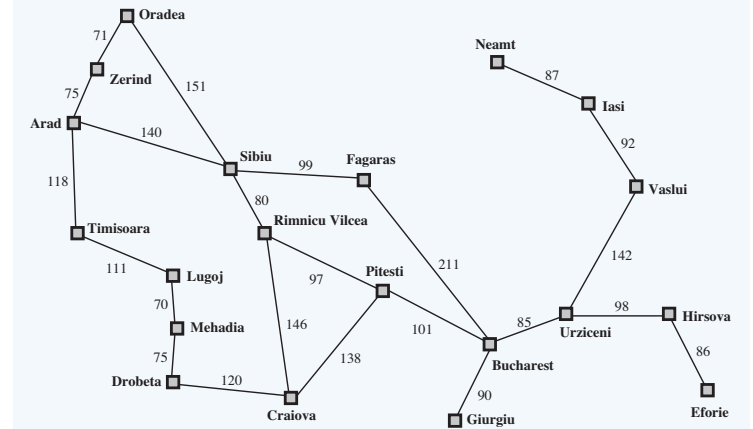 Oradea
71
Neamt
Zerind
87
151
75
Iasi
Arad
140
92
Sibiu
99
Fagaras
118
80
Vaslui
Timisoara
Rimnicu Vilcea
142
111
97
Pitesti
211
Lugoj
70
98
Hirsova
146
101
85
Mehadia
Urziceni
75
138
86
Bucharest
Drobeta
120
90
Craiova
Giurgiu
Eforie